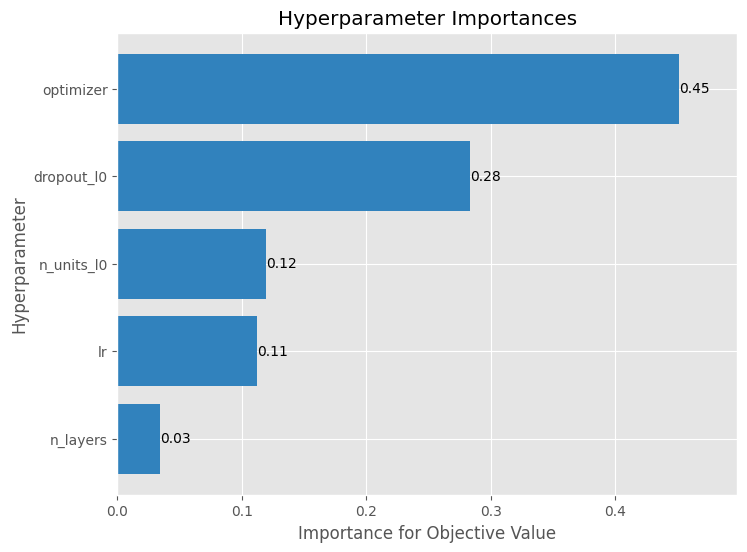 Hyperparameter Importances
Hyperparameter
optimizer
0.45
dropout_l0
0.28
n_units_l0
0.12
lr
0.11
n_layers
0.03
0.0 0.1 0.2 0.3 0.4
Importance for Objective Value